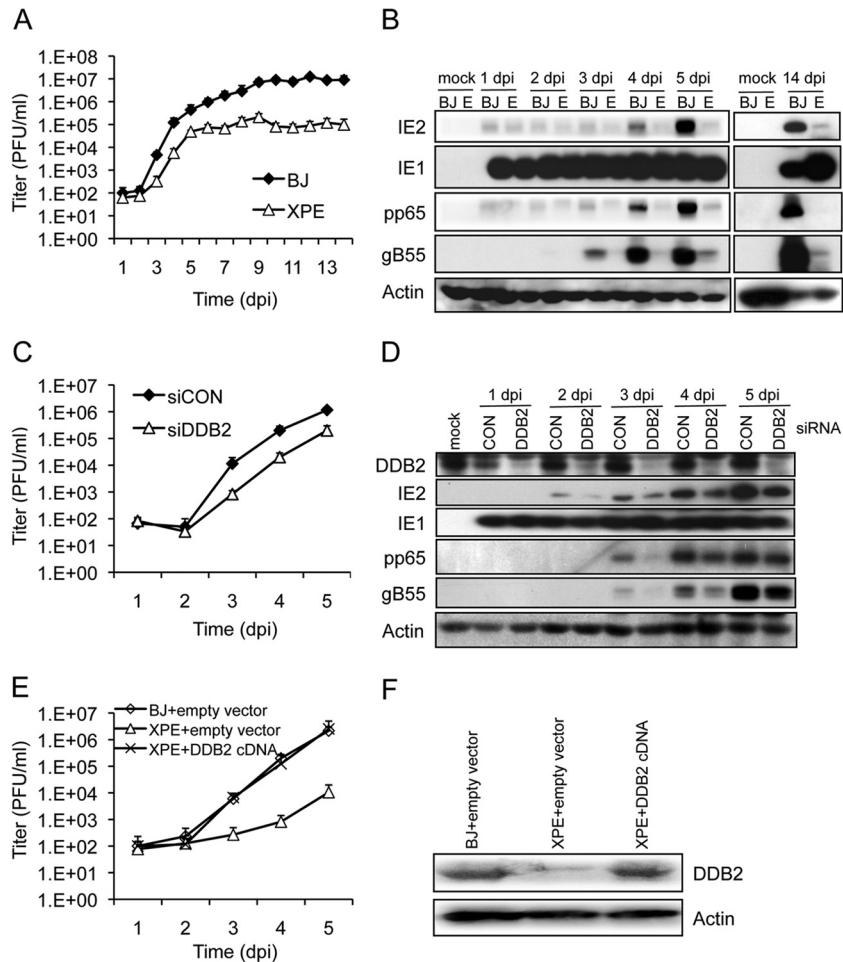 A
1.E+08
1.E+07
1.E+06
1.E+05
1.E+04
1.E+03
1.E+02
1.E+01
1.E+00
Titer (PFU/ml)
BJ
XPE
1 3 5 7 9 11 13
Time (dpi)
B
mock 1 dpi 2 dpi 3 dpi 4 dpi 5 dpi mock 14 dpi
BJ E BJ E BJ E BJ E BJ E BJ E BJ E BJ E
IE2
IE1
pp65
gB55
Actin
C
1.E+07
1.E+06
1.E+05
1.E+04
1.E+03
1.E+02
1.E+01
1.E+00
Titer (PFU/ml)
siCON
siDDB2
1 2 3 4 5
Time (dpi)
D
1 dpi 2 dpi 3 dpi 4 dpi 5 dpi
mock CON DDB2 CON DDB2 CON DDB2 CON DDB2 CON DDB2 siRNA
DDB2
IE2
IE1
pp65
gB55
Actin
E
1.E+07
1.E+06
1.E+05
1.E+04
1.E+03
1.E+02
1.E+01
1.E+00
Titer (PFU/ml)
BJ+empty vector
XPE+empty vector
XPE+DDB2 cDNA
1 2 3 4 5
Time (dpi)
F
BJ+empty vector
XPE+empty vector
XPE+DDB2 cDNA
DDB2
Actin